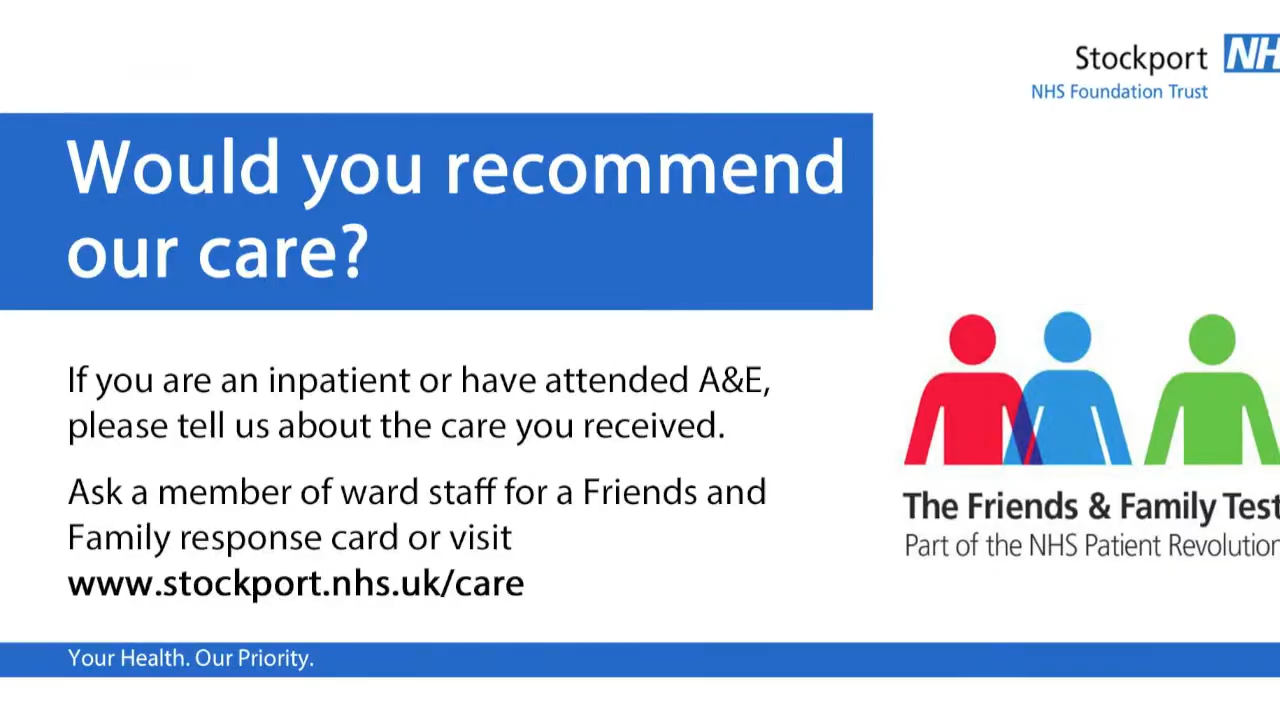 Stockport NH
NHS Foundation Trust
Would you recommend
our care?
If you are an inpatient or have attended A&E,
please tell us about the care you received.
Ask a member of ward staff for a Friends and
Family response card or visit
www.stockport.nhs.uk/care
The Friends & Family Test
Part of the NHS Patient Revolution
Your Health. Our Priority.